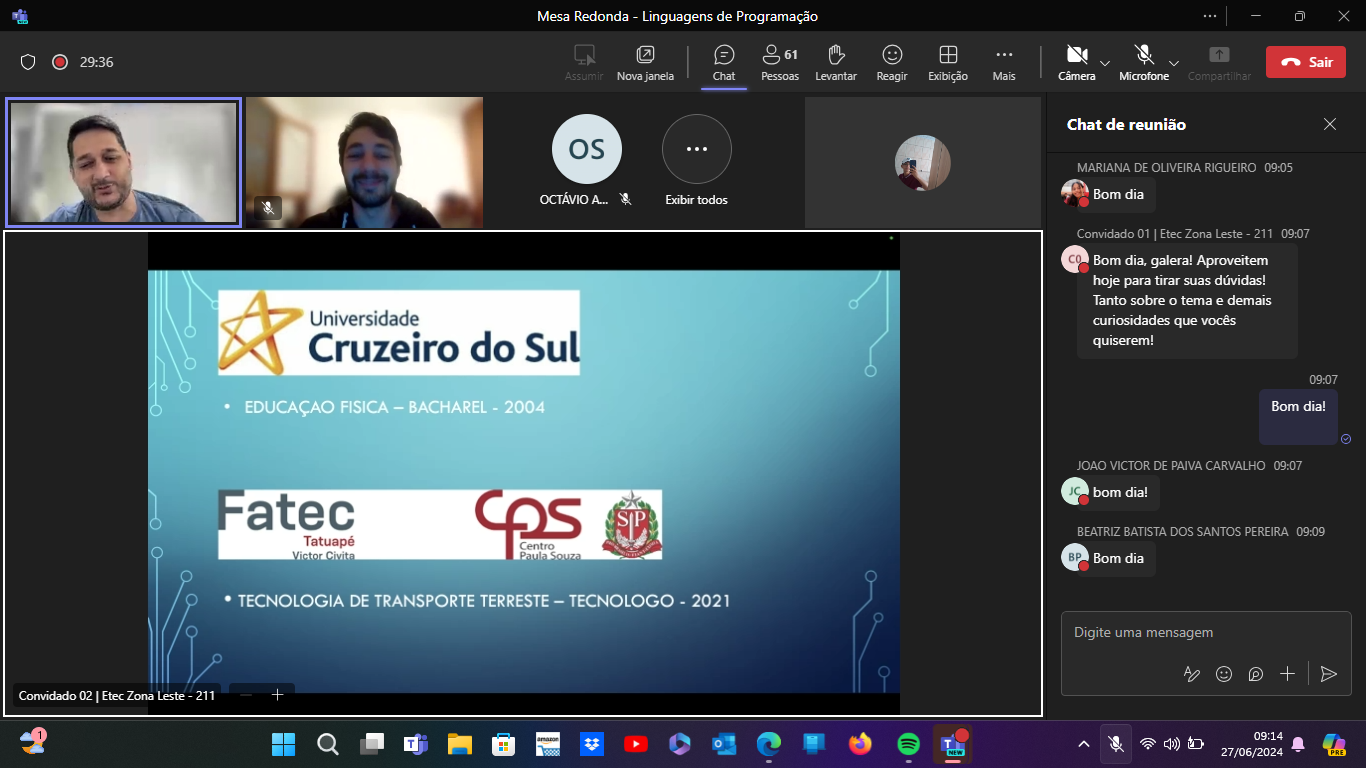 Mesa Redonda - Linguagens de Programação
29:36
Assumir
Nova janela
Chat
61
Pessoas
Levantar
Reagir
Exibição
Mais
Câmera
Microfone
Compartilhar
Sair
OS
OCTÁVIO A...
Exibir todos
Universidade
Cruzeiro do Sul
• EDUCAÇAO FISICA – BACHAREL - 2004
Fatec
Tatuapé
Victor Civita
CPS
Centro
Paula Souza
SP
• TECNOLOGIA DE TRANSPORTE TERRESTE – TECNOLOGO - 2021
Convidado 02 | Etec Zona Leste - 211
Chat de reunião
MARIANA DE OLIVEIRA RIGUEIRO 09:05
Bom dia
Convidado 01 | Etec Zona Leste - 211 09:07
C0
Bom dia, galera! Aproveitem
hoje para tirar suas dúvidas!
Tanto sobre o tema e demais
curiosidades que vocês
quiserem!
09:07
Bom dia!
JOAO VICTOR DE PAIVA CARVALHO 09:07
JC
bom dia!
BEATRIZ BATISTA DOS SANTOS PEREIRA 09:09
BP
Bom dia
Digite uma mensagem
1
amazon
NEW
PRE
09:14
27/06/2024